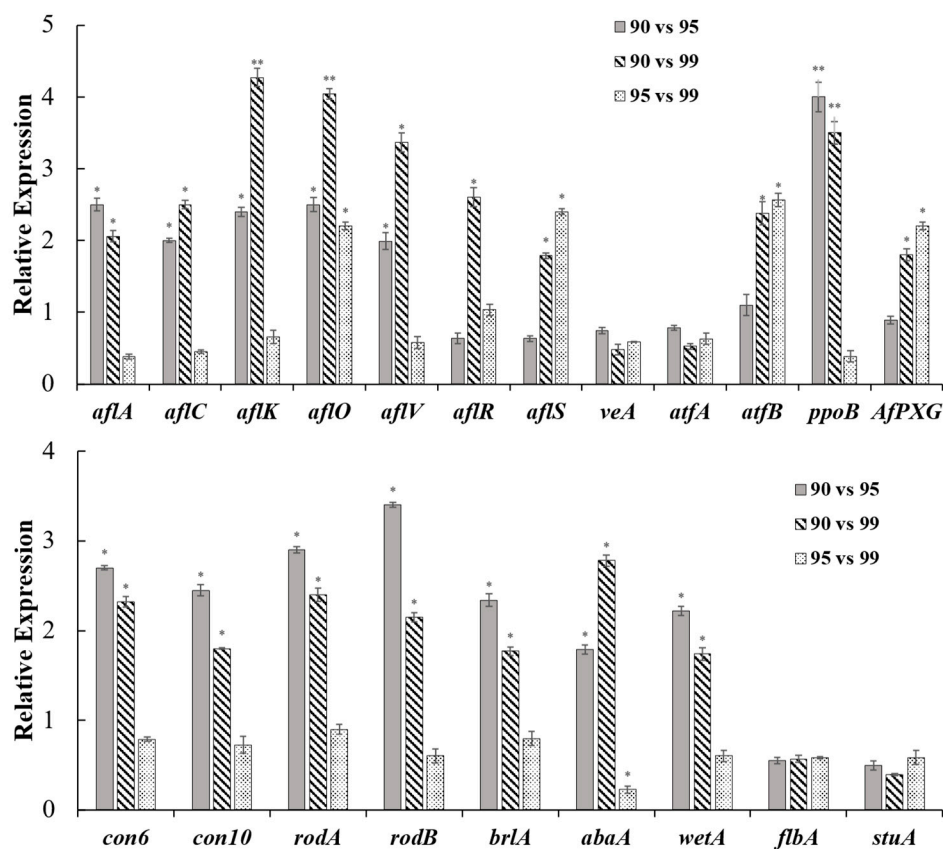 5
4
3
2
1
0
Relative Expression
90 vs 95
90 vs 99
95 vs 99
* * * * ** * ** * * * * * * * * * ** ** * *
aflA aflC aflK aflO aflV aflR aflS veA atfA atfB ppoB AfPXG
4
3
2
1
0
Relative Expression
90 vs 95
90 vs 99
95 vs 99
* * * * * * * * * * * * * * *
con6 con10 rodA rodB brlA abaA wetA flbA stuA